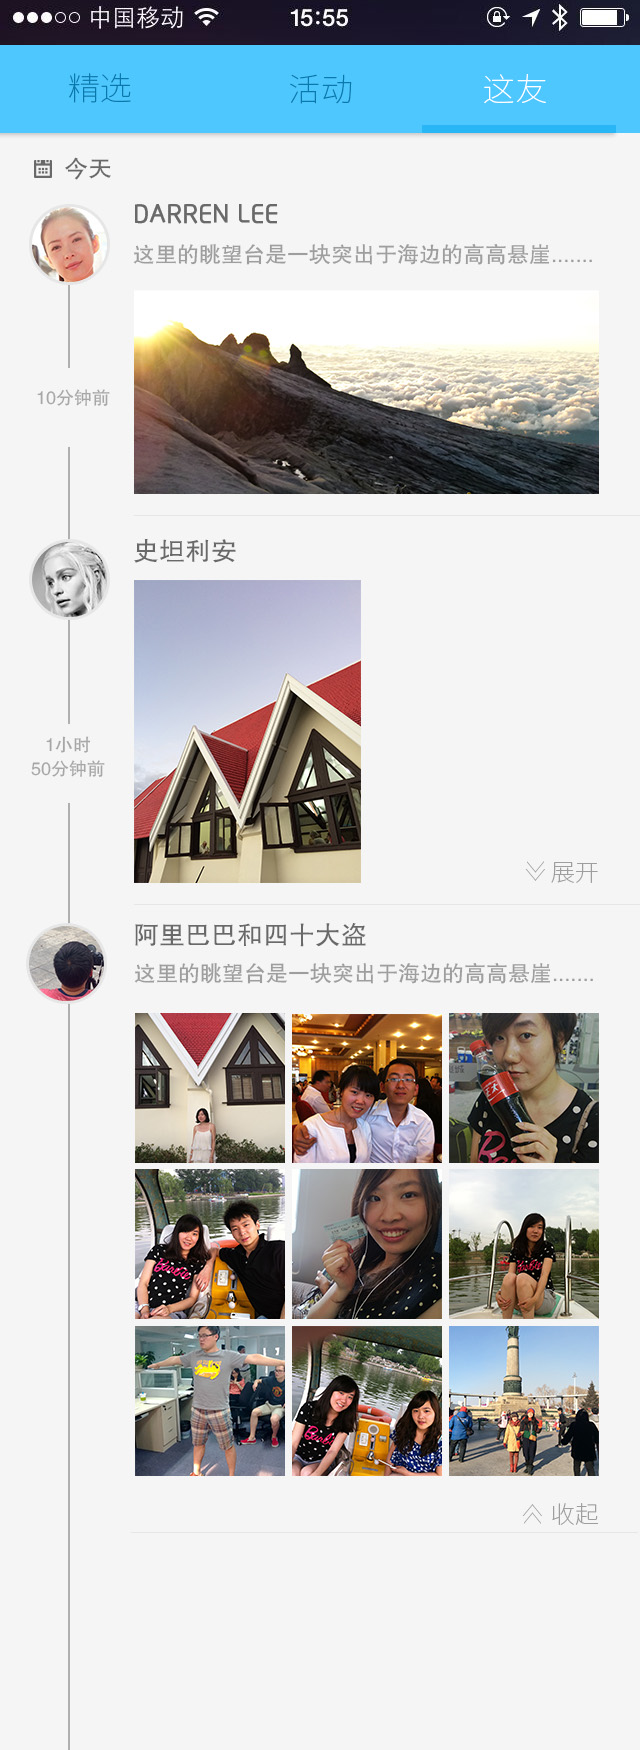 中国移动 15:55
精选 活动 这友
今天
DARREN LEE
这里的眺望台是一块突出于海边的高高悬崖.......
10分钟前
史坦利安
1小时
50分钟前
展开
阿里巴巴和四十大盗
这里的眺望台是一块突出于海边的高高悬崖.......
收起